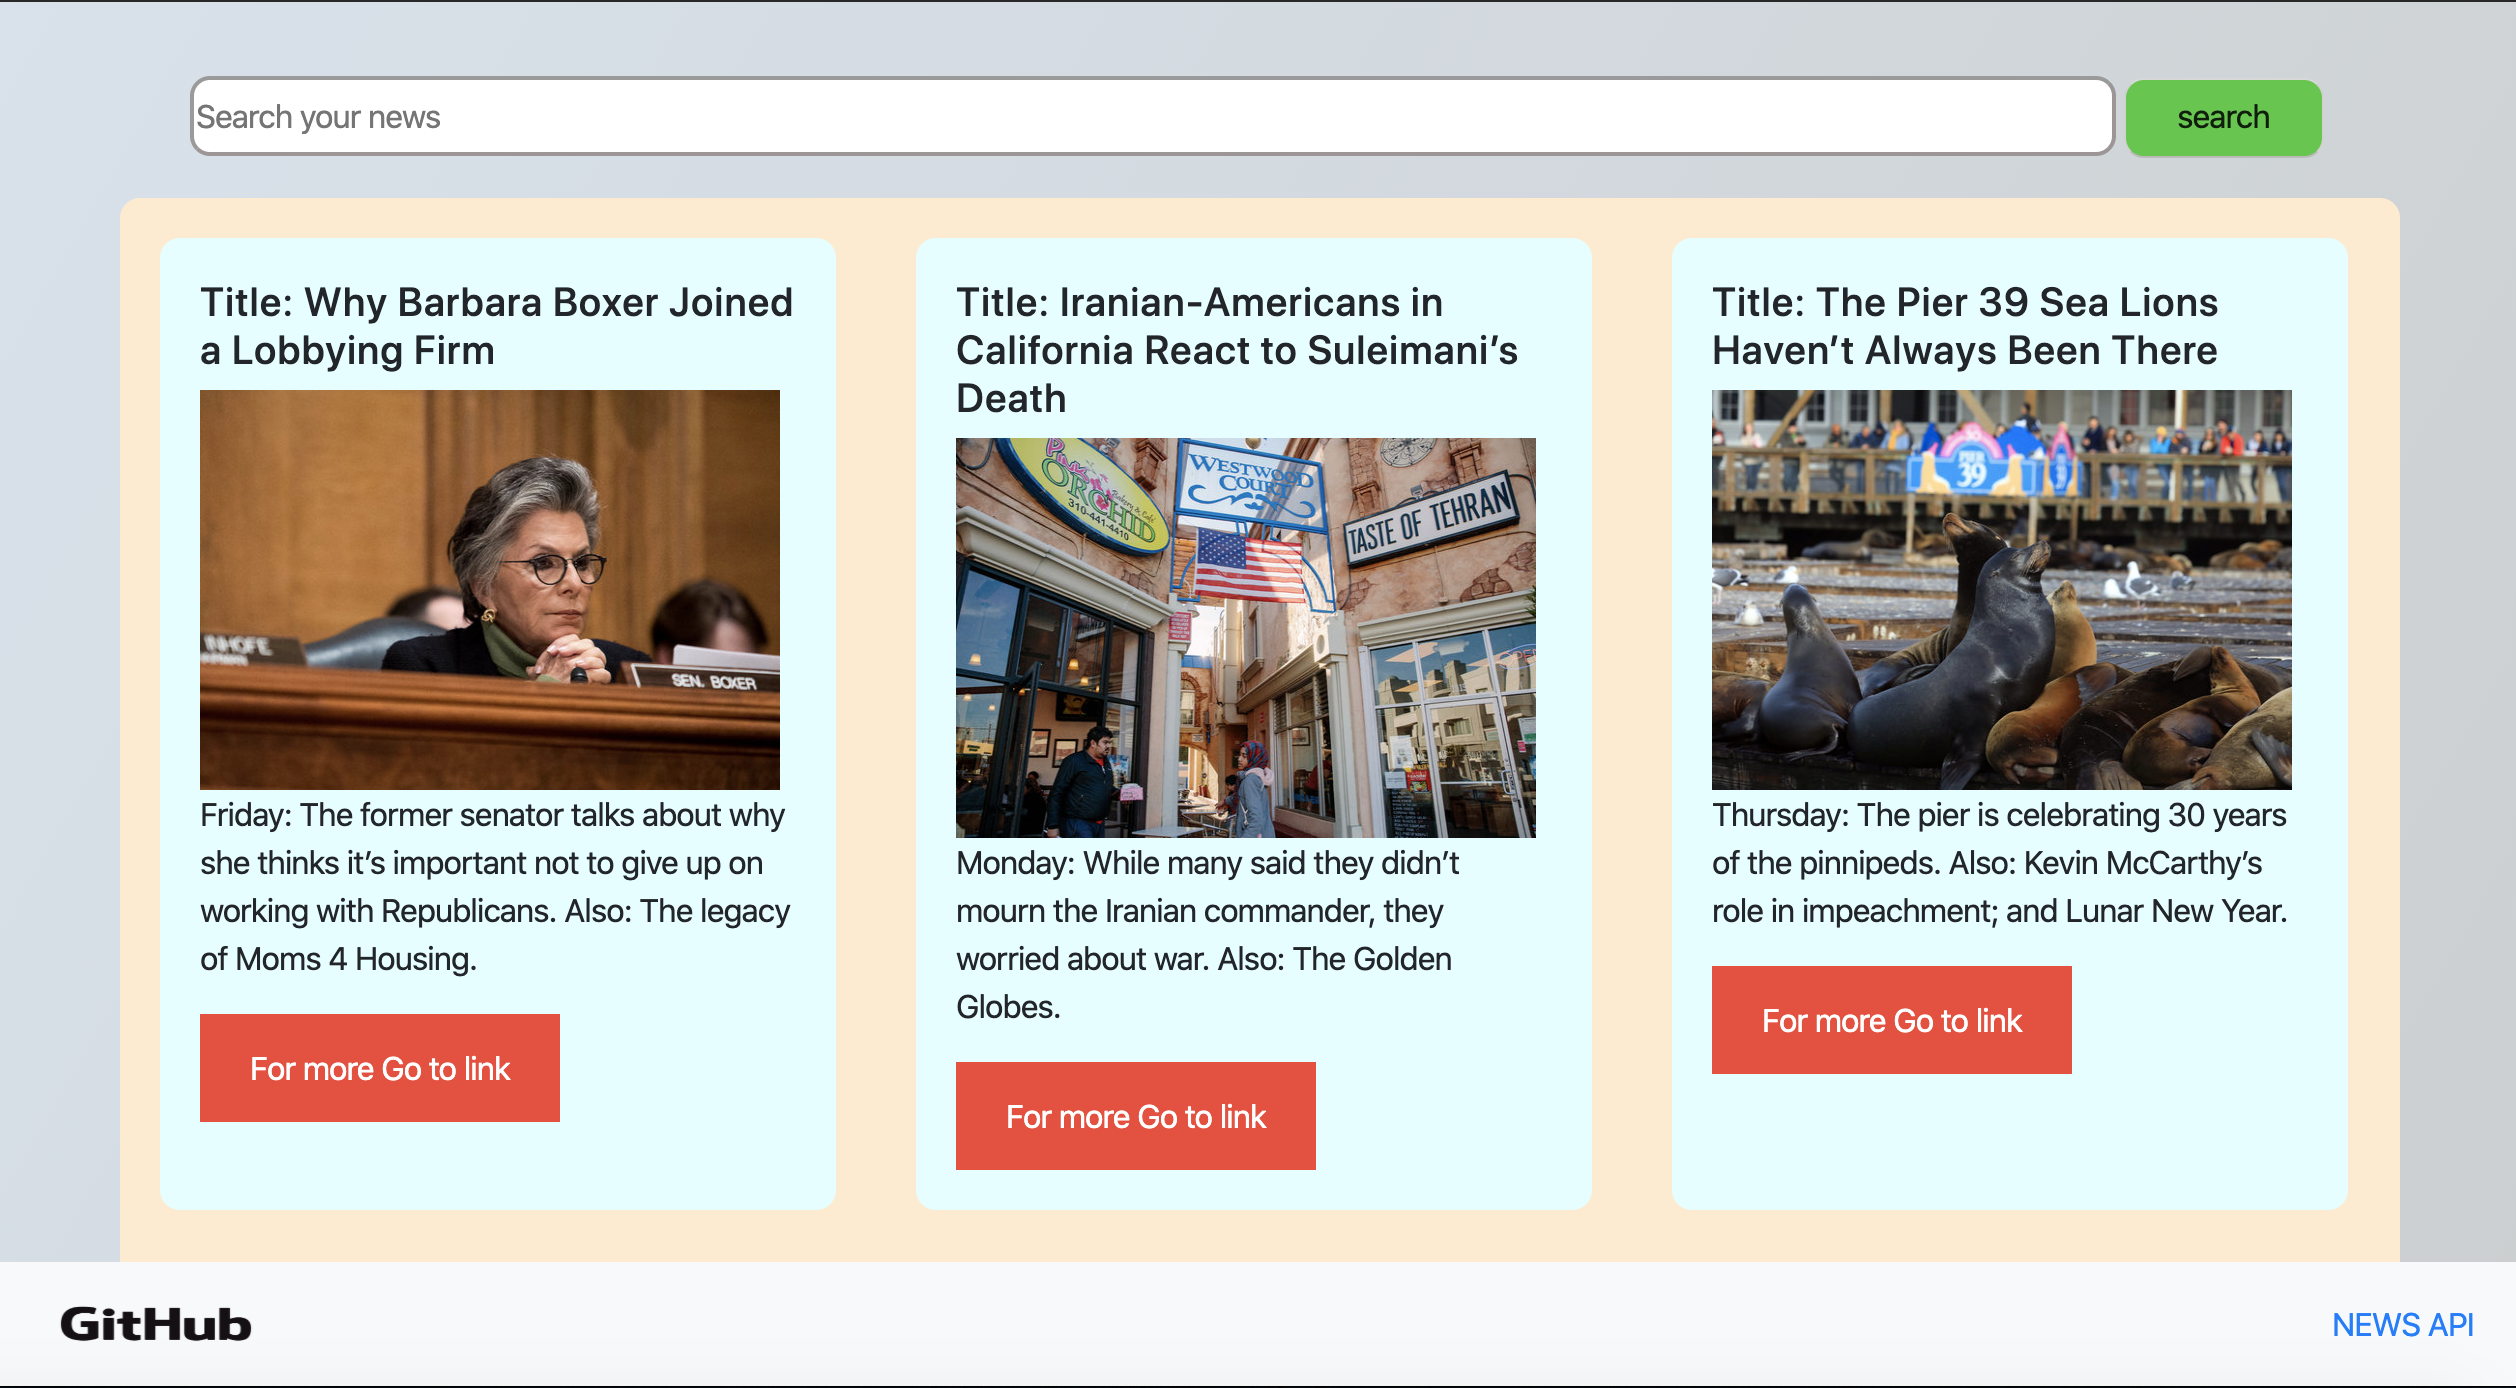 Search your news
search
Title: Why Barbara Boxer Joined
a Lobbying Firm
INHOFE
SEN. BOXER
Friday: The former senator talks about why
she thinks it’s important not to give up on
working with Republicans. Also: The legacy
of Moms 4 Housing.
For more Go to link
Title: Iranian-Americans in
California React to Suleimani’s
Death
ORCHID
Bakery & Café
310-441-4410
WESTWOOD
COURT
TASTE OF TEHRAN
Monday: While many said they didn’t
mourn the Iranian commander, they
worried about war. Also: The Golden
Globes.
For more Go to link
Title: The Pier 39 Sea Lions
Haven’t Always Been There
PIER
39
Thursday: The pier is celebrating 30 years
of the pinnipeds. Also: Kevin McCarthy’s
role in impeachment; and Lunar New Year.
For more Go to link
GitHub
NEWS API